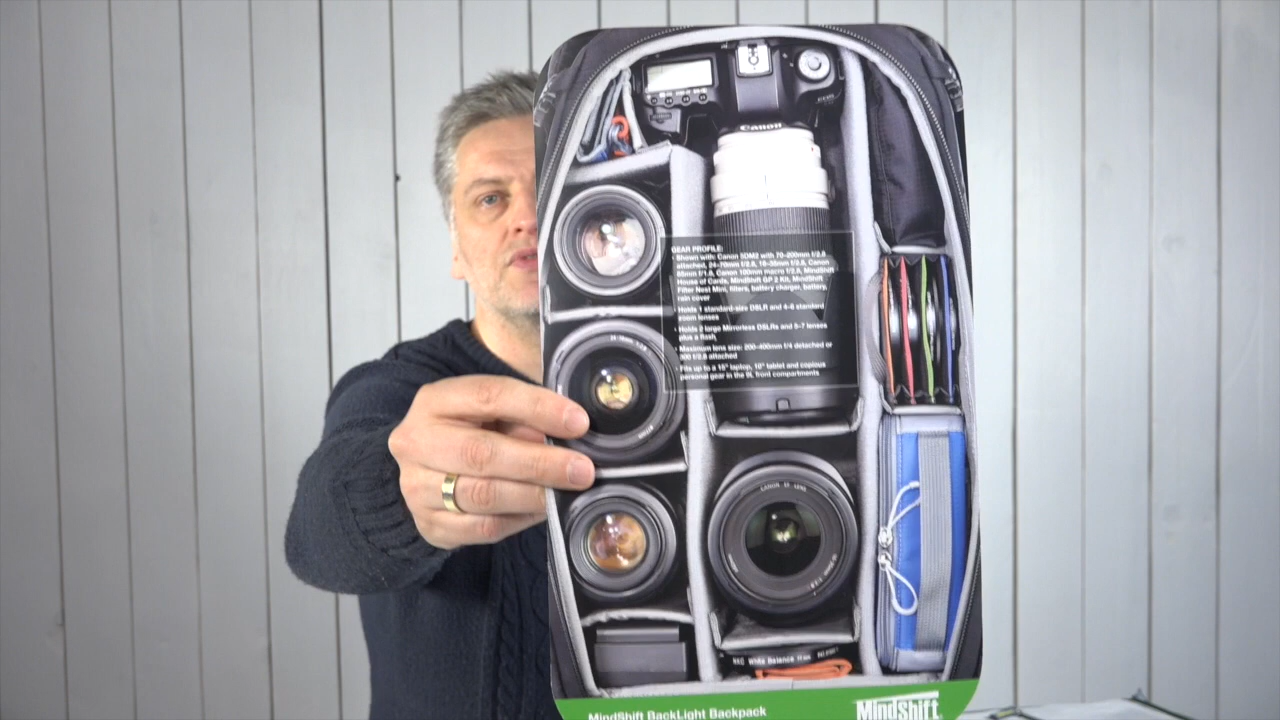 Canon
GEAR PROFILE:
• Shown with: Canon 5DM3 with 70–200mm f/2.8
attached, 24–70mm f/2.8, 16–35mm f/2.8, Canon
85mm f/1.8, Canon 100mm macro f/2.8, MindShift
House of Cards, MindShift GP 2 Kit, MindShift
Filter Nest Mini, filters, battery charger, battery,
rain cover
• Holds 1 standard-size DSLR and 4–6 standard
zoom lenses
• Holds 2 large Mirrorless DSLRs and 5–7 lenses
plus a flash
• Maximum lens size: 200–400mm f/4 detached or
300 f/2.8 attached
• Fits up to a 15" laptop, 10" tablet and copious
personal gear in the 9L front compartments
CANON
White Balance
MindShift BackLight Backpack
MindShift